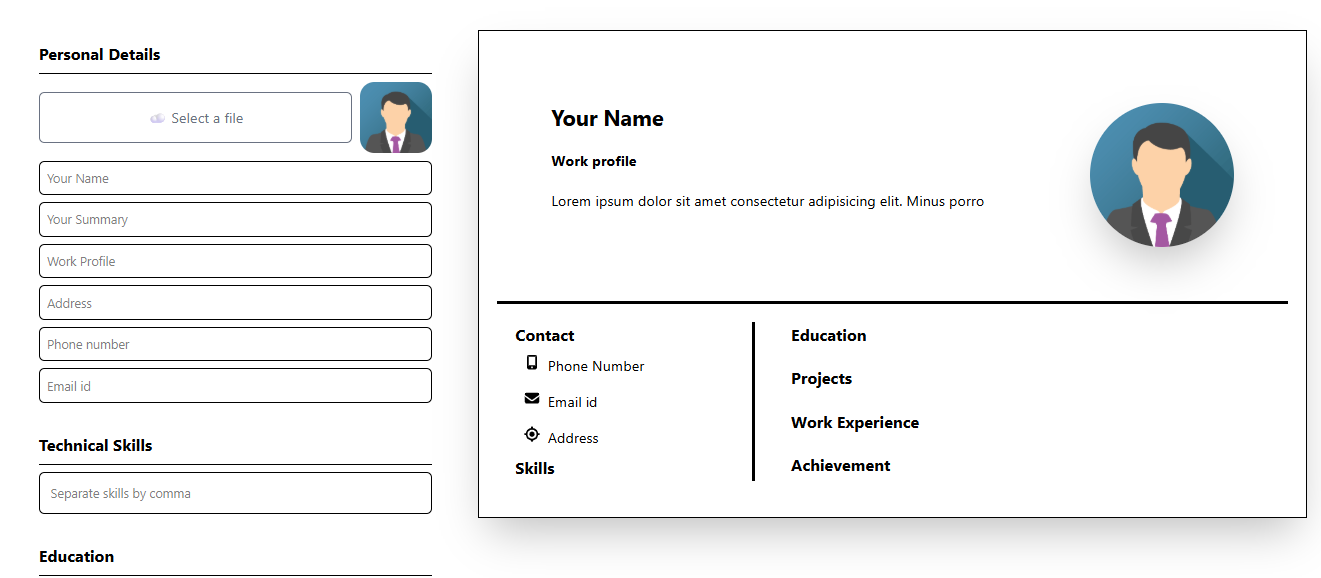 Personal Details
Select a file
Your Name
Your Summary
Work Profile
Address
Phone number
Email id
Technical Skills
Separate skills by comma
Education
Your Name
Work profile
Lorem ipsum dolor sit amet consectetur adipisicing elit. Minus porro
Contact
Phone Number
Email id
Address
Skills
Education
Projects
Work Experience
Achievement